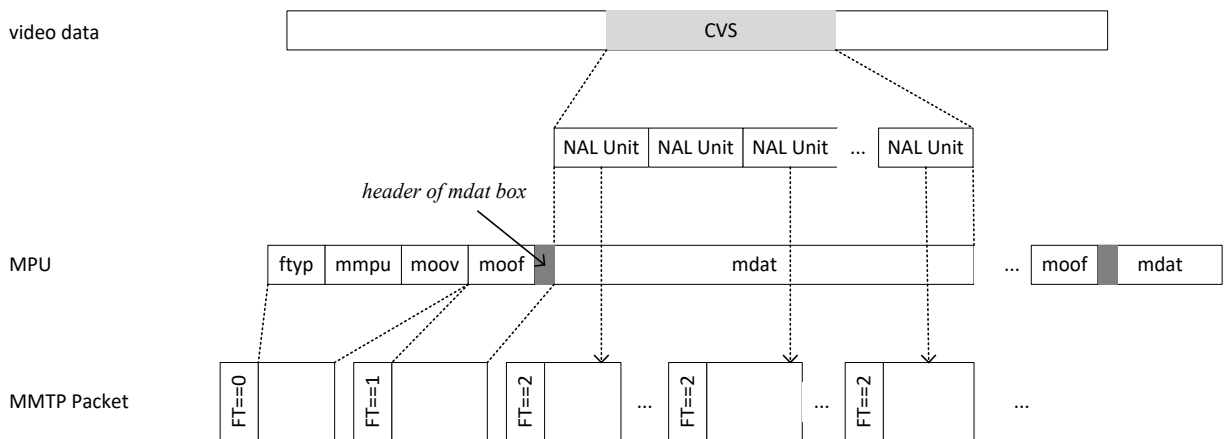 video data
CVS
NAL Unit NAL Unit NAL Unit ... NAL Unit
header of mdat box
MPU
ftyp mmpu moov moof mdat ... moof mdat
MMTP Packet
FT==0 FT==1 FT==2 ... FT==2 ... FT==2 ...